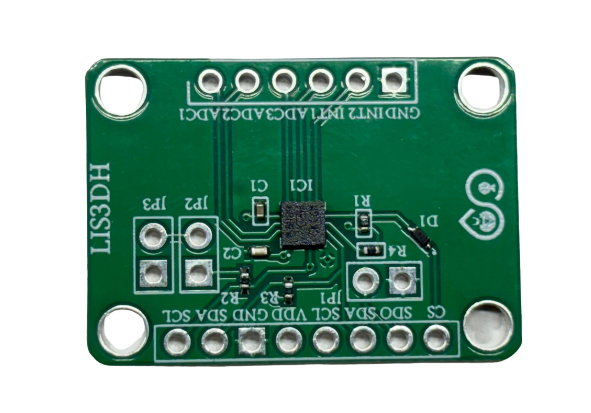 GND INT2 INT1 ADC3 ADC2 ADC1
LIS3DH
JP3
JP2
C1
IC1
R1
D1
C2
R4
R2
R3
JP1
CS SDO SDA SCL VDD GND SDA SCL